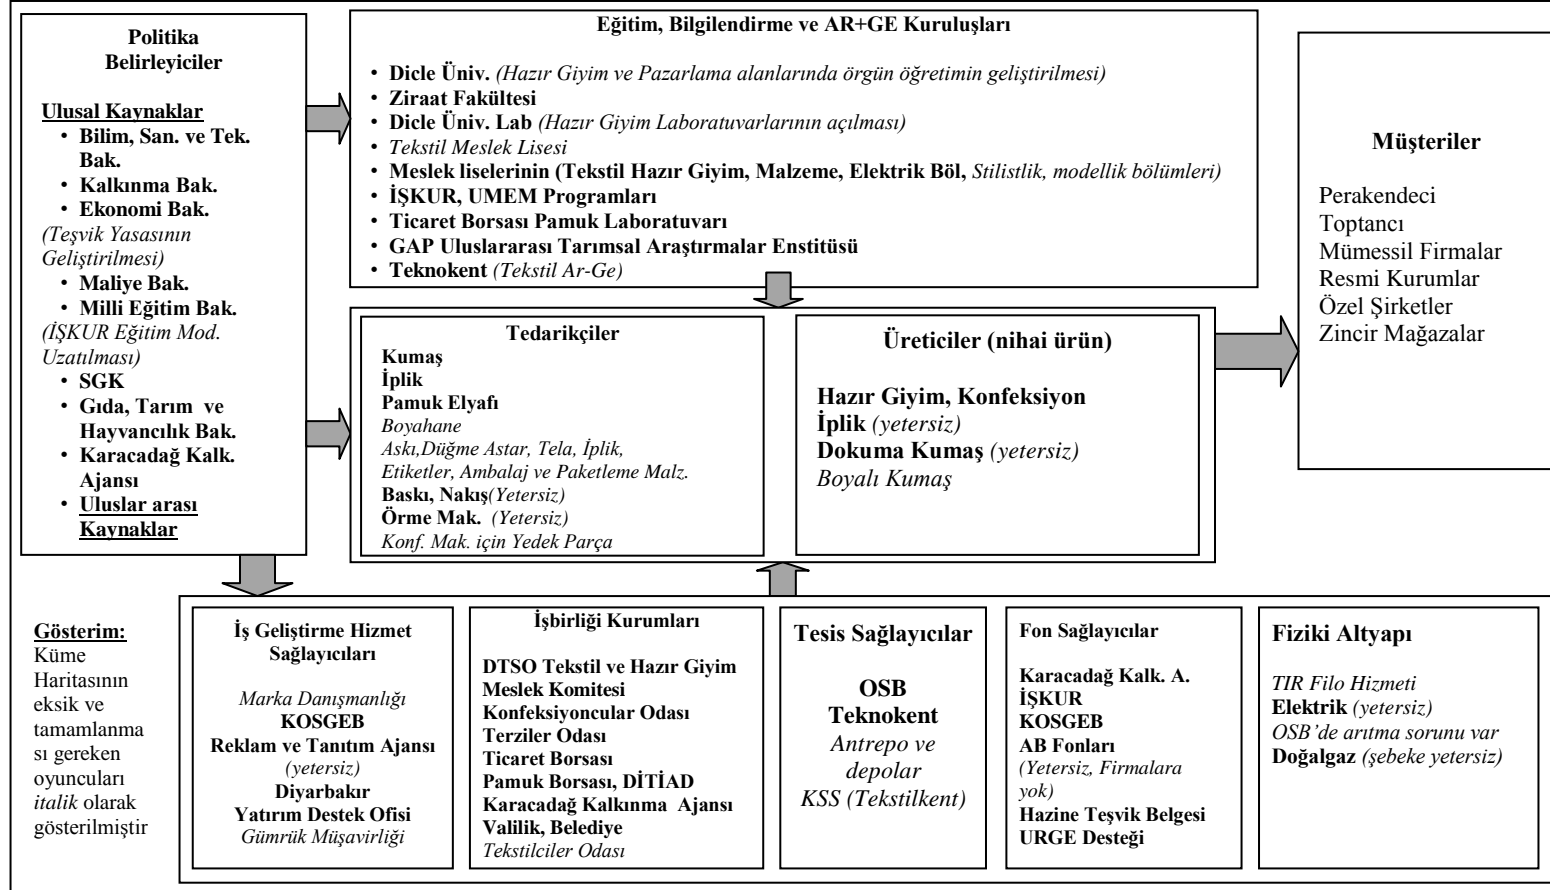 Politika
Belirleyiciler
Ulusal Kaynaklar
• Bilim, San. ve Tek.
Bak.
• Kalkınma Bak.
• Ekonomi Bak.
(Teşvik Yasasının
Geliştirilmesi)
• Maliye Bak.
• Milli Eğitim Bak.
(İŞKUR Eğitim Mod.
Uzatılması)
• SGK
• Gıda, Tarım ve
Hayvancılık Bak.
• Karacadağ Kalk.
Ajansı
• Uluslar arası
Kaynaklar
Eğitim, Bilgilendirme ve AR+GE Kuruluşları
• Dicle Üniv. (Hazır Giyim ve Pazarlama alanlarında örgün öğretimin geliştirilmesi)
• Ziraat Fakültesi
• Dicle Üniv. Lab (Hazır Giyim Laboratuvarlarının açılması)
• Tekstil Meslek Lisesi
• Meslek liselerinin (Tekstil Hazır Giyim, Malzeme, Elektrik Böl, Stilistlik, modellik bölümleri)
• İŞKUR, UMEM Programları
• Ticaret Borsası Pamuk Laboratuvarı
• GAP Uluslararası Tarımsal Araştırmalar Enstitüsü
• Teknokent (Tekstil Ar-Ge)
Tedarikçiler
Kumaş
İplik
Pamuk Elyafı
Boyahane
Askı,Düğme Astar, Tela, İplik,
Etiketler, Ambalaj ve Paketleme Malz.
Baskı, Nakış(Yetersiz)
Örme Mak. (Yetersiz)
Konf. Mak. için Yedek Parça
Üreticiler (nihai ürün)
Hazır Giyim, Konfeksiyon
İplik (yetersiz)
Dokuma Kumaş (yetersiz)
Boyalı Kumaş
Müşteriler
Perakendeci
Toptancı
Mümessil Firmalar
Resmi Kurumlar
Özel Şirketler
Zincir Mağazalar
Gösterim:
Küme
Haritasının
eksik ve
tamamlanma
sı gereken
oyuncuları
italik olarak
gösterilmiştir
İş Geliştirme Hizmet
Sağlayıcıları
Marka Danışmanlığı
KOSGEB
Reklam ve Tanıtım Ajansı
(yetersiz)
Diyarbakır
Yatırım Destek Ofisi
Gümrük Müşavirliği
İşbirliği Kurumları
DTSO Tekstil ve Hazır Giyim
Meslek Komitesi
Konfeksiyoncular Odası
Terziler Odası
Ticaret Borsası
Pamuk Borsası, DİTİAD
Karacadağ Kalkınma Ajansı
Valilik, Belediye
Tekstilciler Odası
Tesis Sağlayıcılar
OSB
Teknokent
Antrepo ve
depolar
KSS (Tekstilkent)
Fon Sağlayıcılar
Karacadağ Kalk. A.
İŞKUR
KOSGEB
AB Fonları
(Yetersiz, Firmalara
yok)
Hazine Teşvik Belgesi
URGE Desteği
Fiziki Altyapı
TIR Filo Hizmeti
Elektrik (yetersiz)
OSB’de arıtma sorunu var
Doğalgaz (şebeke yetersiz)